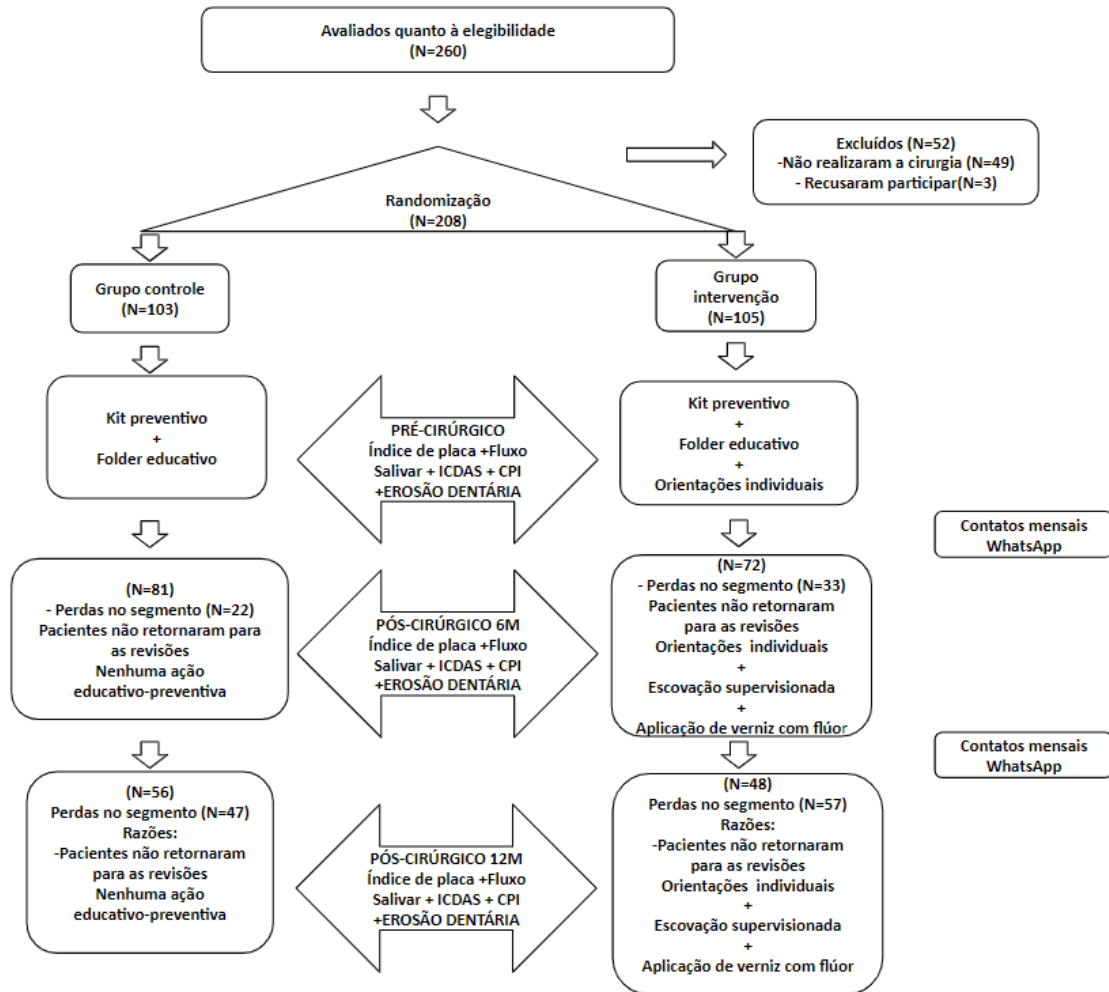 Avaliados quanto à elegibilidade
(N=260)
Excluídos (N=52)
-Não realizaram a cirurgia (N=49)
- Recusaram participar(N=3)
Randomização
(N=208)
Grupo controle
(N=103)
Grupo
intervenção
(N=105)
Kit preventivo
+
Folder educativo
PRÉ-CIRÚRGICO
Índice de placa +Fluxo
Salivar + ICDAS + CPI
+EROSÃO DENTÁRIA
Kit preventivo
+
Folder educativo
+
Orientações individuais
Contatos mensais
WhatsApp
(N=81)
- Perdas no segmento (N=22)
Pacientes não retornaram para
as revisões
Nenhuma ação
educativo-preventiva
PÓS-CIRÚRGICO 6M
Índice de placa +Fluxo
Salivar + ICDAS + CPI
+EROSÃO DENTÁRIA
(N=72)
- Perdas no segmento (N=33)
Pacientes não retornaram
para as revisões
Orientações individuais
+
Escovação supervisionada
+
Aplicação de verniz com flúor
Contatos mensais
WhatsApp
(N=56)
Perdas no segmento (N=47)
Razões:
-Pacientes não retornaram
para as revisões
Nenhuma ação
educativo-preventiva
PÓS-CIRÚRGICO 12M
Índice de placa +Fluxo
Salivar + ICDAS + CPI
+EROSÃO DENTÁRIA
(N=48)
Perdas no segmento (N=57)
Razões:
-Pacientes não retornaram
para as revisões
Orientações individuais
+
Escovação supervisionada
+
Aplicação de verniz com flúor